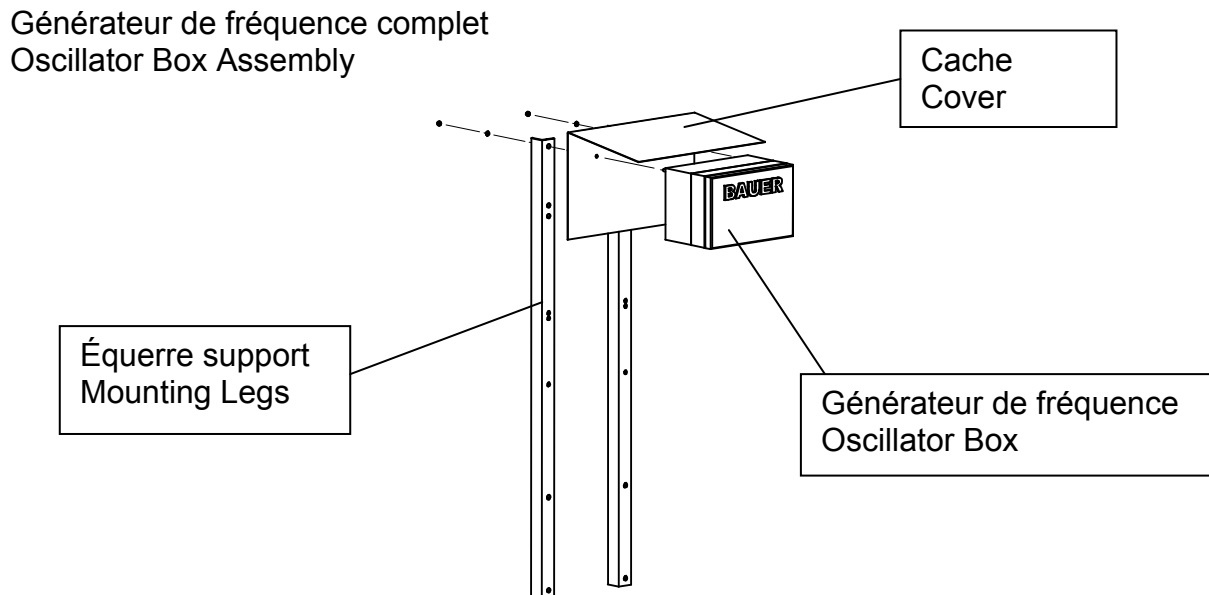 Générateur de fréquence complet
Oscillator Box Assembly
Cache
Cover
BAUER
Équerre support
Mounting Legs
Générateur de fréquence
Oscillator Box